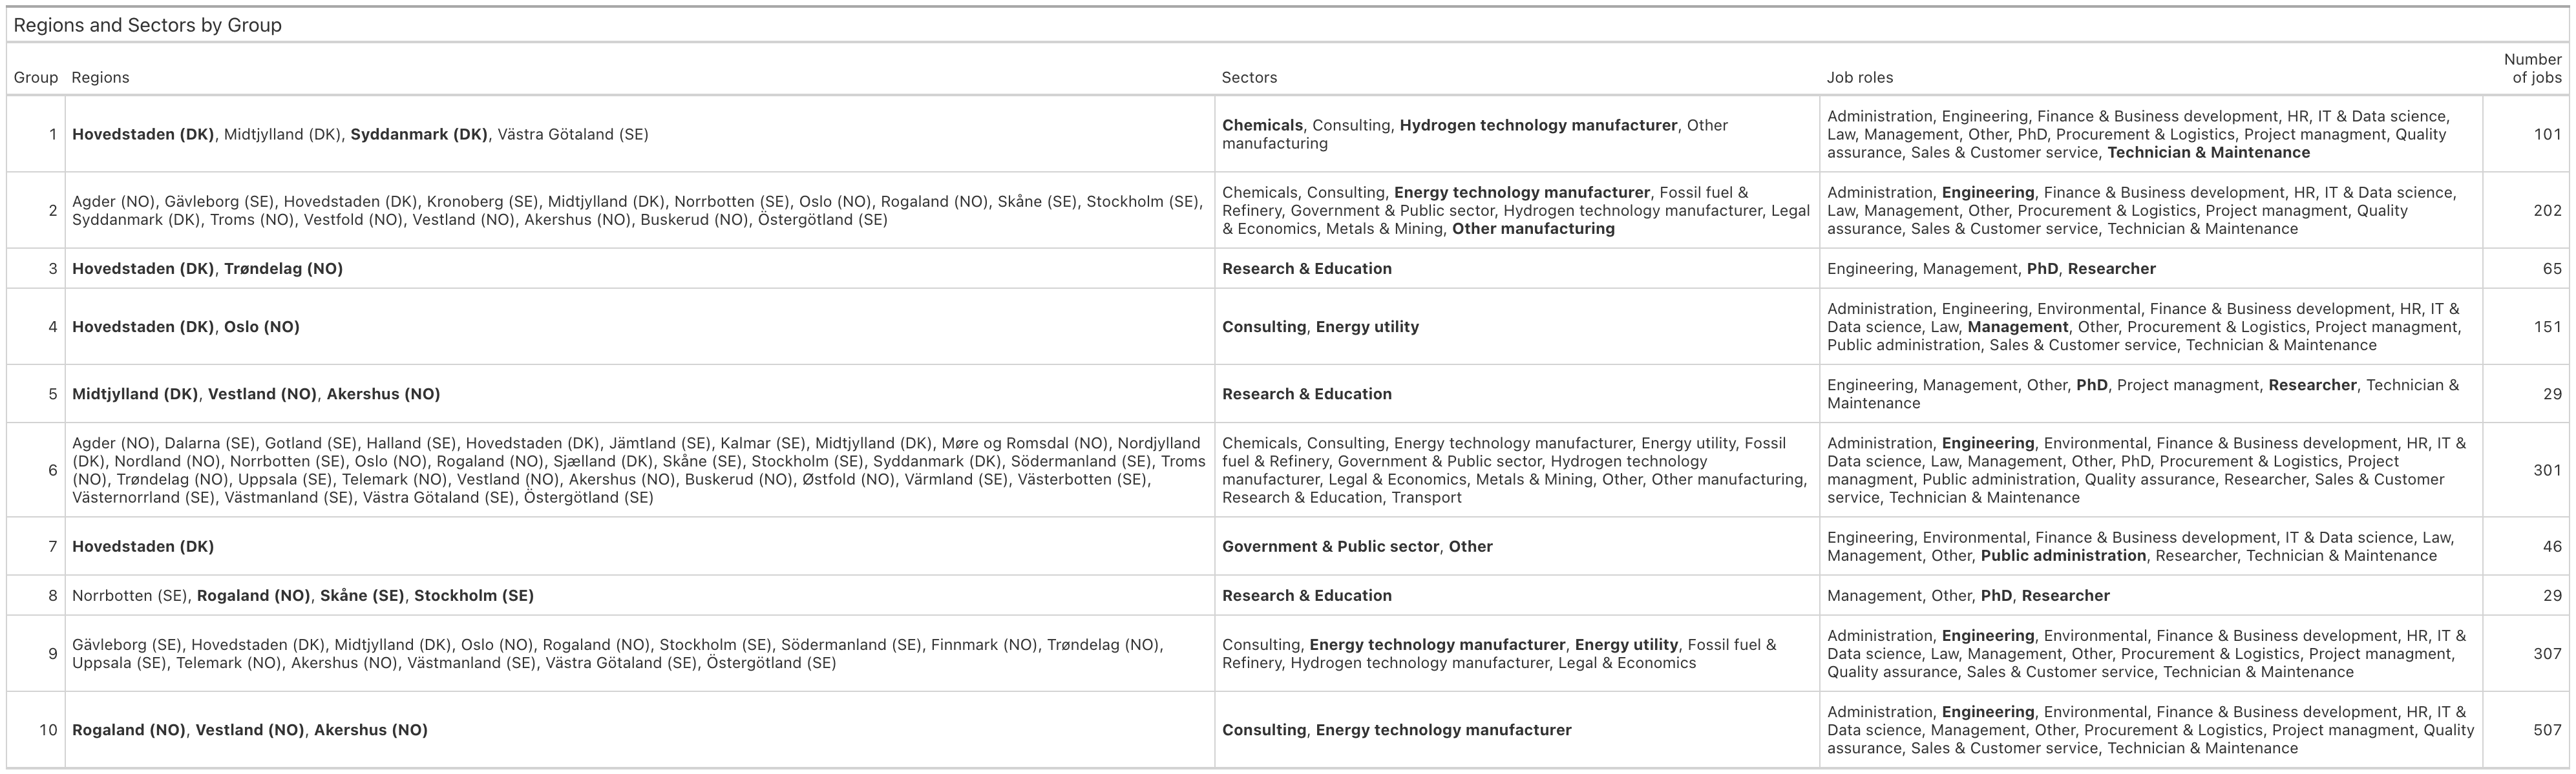 Regions and Sectors by Group
Group Regions Sectors Job roles Number of jobs
1 Hovedstaden (DK), Midtjylland (DK), Syddanmark (DK), Västra Götaland (SE)
Chemicals, Consulting, Hydrogen technology manufacturer, Other
manufacturing
Administration, Engineering, Finance & Business development, HR, IT & Data science,
Law, Management, Other, PhD, Procurement & Logistics, Project managment, Quality
assurance, Sales & Customer service, Technician & Maintenance
101
2
Agder (NO), Gävleborg (SE), Hovedstaden (DK), Kronoberg (SE), Midtjylland (DK), Norrbotten (SE), Oslo (NO), Rogaland (NO), Skåne (SE), Stockholm (SE),
Syddanmark (DK), Troms (NO), Vestfold (NO), Vestland (NO), Akershus (NO), Buskerud (NO), Östergötland (SE)
Chemicals, Consulting, Energy technology manufacturer, Fossil fuel &
Refinery, Government & Public sector, Hydrogen technology manufacturer, Legal
& Economics, Metals & Mining, Other manufacturing
Administration, Engineering, Finance & Business development, HR, IT & Data science,
Law, Management, Other, Procurement & Logistics, Project managment, Quality
assurance, Sales & Customer service, Technician & Maintenance
202
3 Hovedstaden (DK), Trøndelag (NO)
Research & Education
Engineering, Management, PhD, Researcher
65
4 Hovedstaden (DK), Oslo (NO)
Consulting, Energy utility
Administration, Engineering, Environmental, Finance & Business development, HR, IT &
Data science, Law, Management, Other, Procurement & Logistics, Project managment,
Public administration, Sales & Customer service, Technician & Maintenance
151
5 Midtjylland (DK), Vestland (NO), Akershus (NO)
Research & Education
Engineering, Management, Other, PhD, Project managment, Researcher, Technician &
Maintenance
29
6
Agder (NO), Dalarna (SE), Gotland (SE), Halland (SE), Hovedstaden (DK), Jämtland (SE), Kalmar (SE), Midtjylland (DK), Møre og Romsdal (NO), Nordjylland
(DK), Nordland (NO), Norrbotten (SE), Oslo (NO), Rogaland (NO), Sjælland (DK), Skåne (SE), Stockholm (SE), Syddanmark (DK), Södermanland (SE), Troms
(NO), Trøndelag (NO), Uppsala (SE), Telemark (NO), Vestland (NO), Akershus (NO), Buskerud (NO), Østfold (NO), Värmland (SE), Västerbotten (SE),
Västernorrland (SE), Västmanland (SE), Västra Götaland (SE), Östergötland (SE)
Chemicals, Consulting, Energy technology manufacturer, Energy utility, Fossil
fuel & Refinery, Government & Public sector, Hydrogen technology
manufacturer, Legal & Economics, Metals & Mining, Other, Other manufacturing,
Research & Education, Transport
Administration, Engineering, Environmental, Finance & Business development, HR, IT &
Data science, Law, Management, Other, PhD, Procurement & Logistics, Project
managment, Public administration, Quality assurance, Researcher, Sales & Customer
service, Technician & Maintenance
301
7 Hovedstaden (DK)
Government & Public sector, Other
Engineering, Environmental, Finance & Business development, IT & Data science, Law,
Management, Other, Public administration, Researcher, Technician & Maintenance
46
8 Norrbotten (SE), Rogaland (NO), Skåne (SE), Stockholm (SE)
Research & Education
Management, Other, PhD, Researcher
29
9
Gävleborg (SE), Hovedstaden (DK), Midtjylland (DK), Oslo (NO), Rogaland (NO), Stockholm (SE), Södermanland (SE), Finnmark (NO), Trøndelag (NO),
Uppsala (SE), Telemark (NO), Akershus (NO), Västmanland (SE), Västra Götaland (SE), Östergötland (SE)
Consulting, Energy technology manufacturer, Energy utility, Fossil fuel &
Refinery, Hydrogen technology manufacturer, Legal & Economics
Administration, Engineering, Environmental, Finance & Business development, HR, IT &
Data science, Law, Management, Other, Procurement & Logistics, Project managment,
Quality assurance, Sales & Customer service, Technician & Maintenance
307
10 Rogaland (NO), Vestland (NO), Akershus (NO)
Consulting, Energy technology manufacturer
Administration, Engineering, Environmental, Finance & Business development, HR, IT &
Data science, Management, Other, Procurement & Logistics, Project managment, Quality
assurance, Sales & Customer service, Technician & Maintenance
507